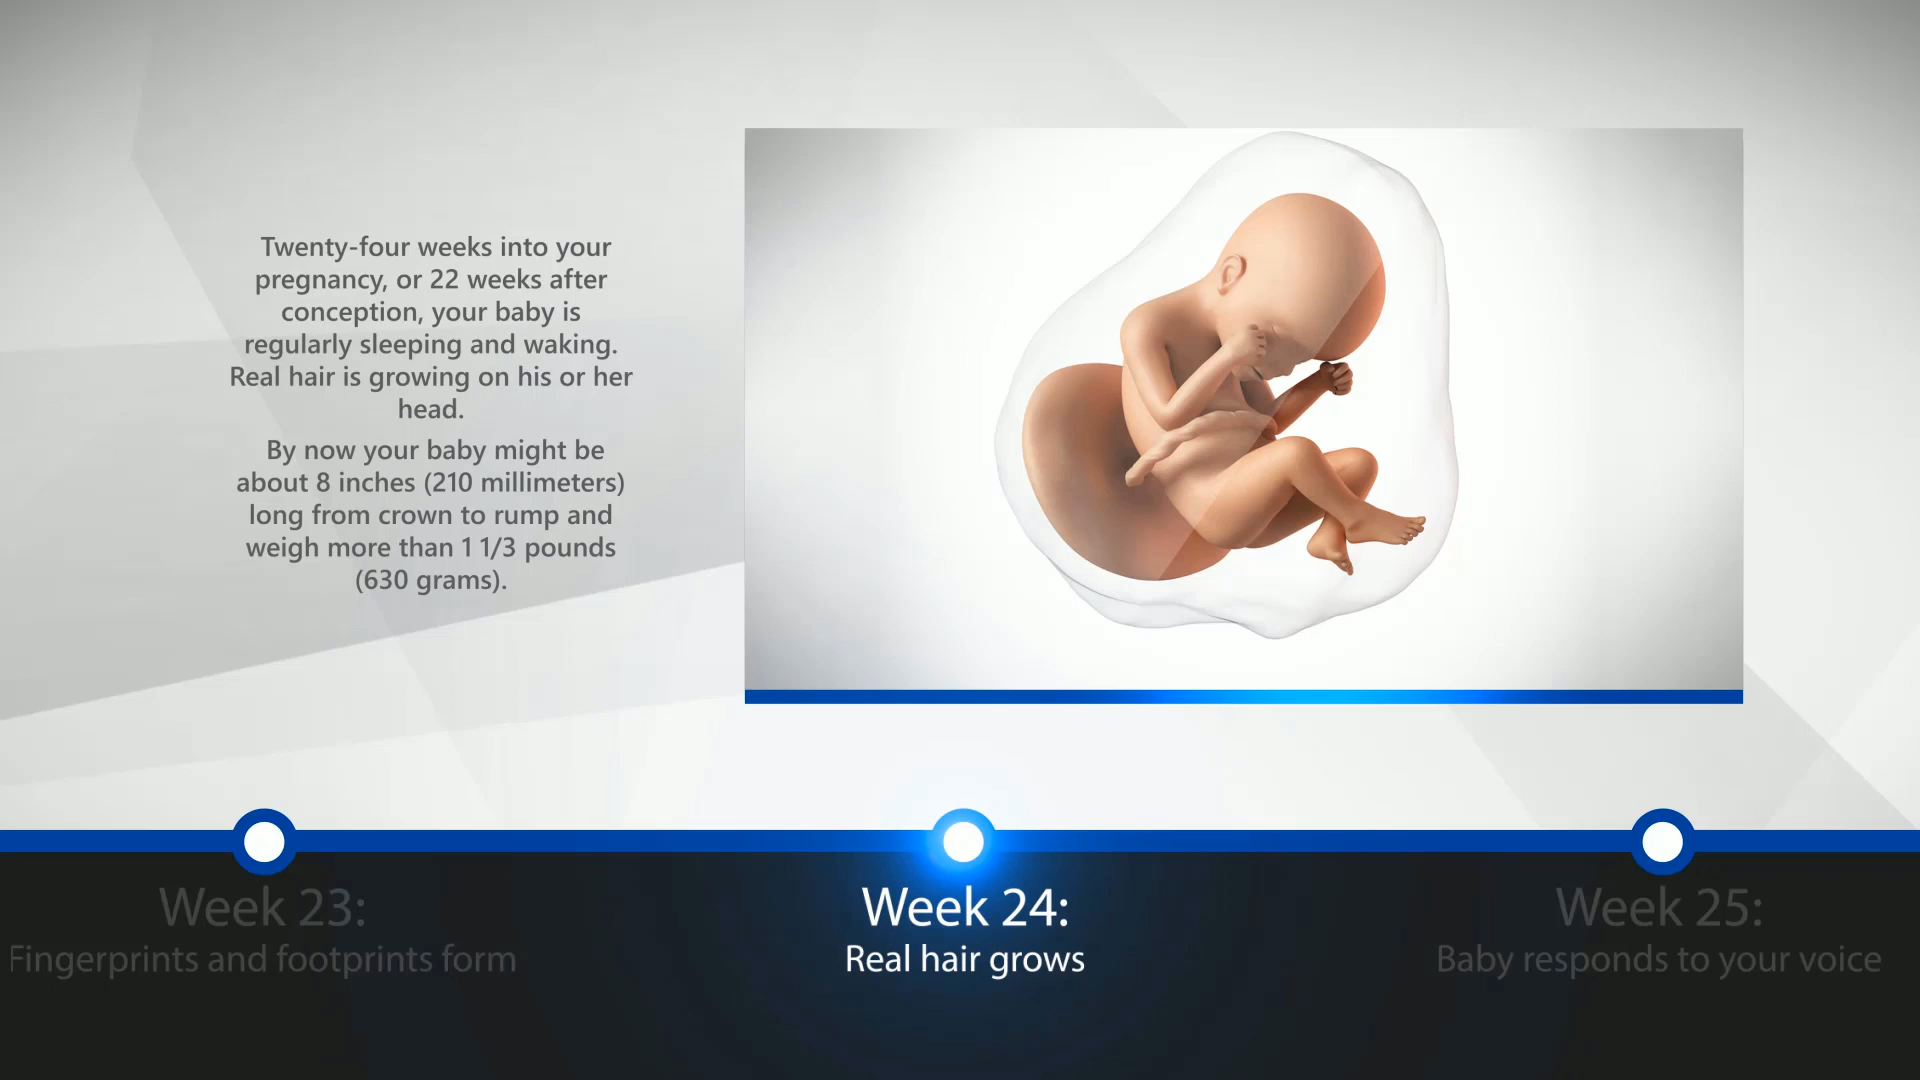 Twenty-four weeks into your
pregnancy, or 22 weeks after
conception, your baby is
regularly sleeping and waking.
Real hair is growing on his or her
head.
By now your baby might be
about 8 inches (210 millimeters)
long from crown to rump and
weigh more than 1 1/3 pounds
(630 grams).
Week 23:
Fingerprints and footprints form
Week 24:
Real hair grows
Week 25:
Baby responds to your voice